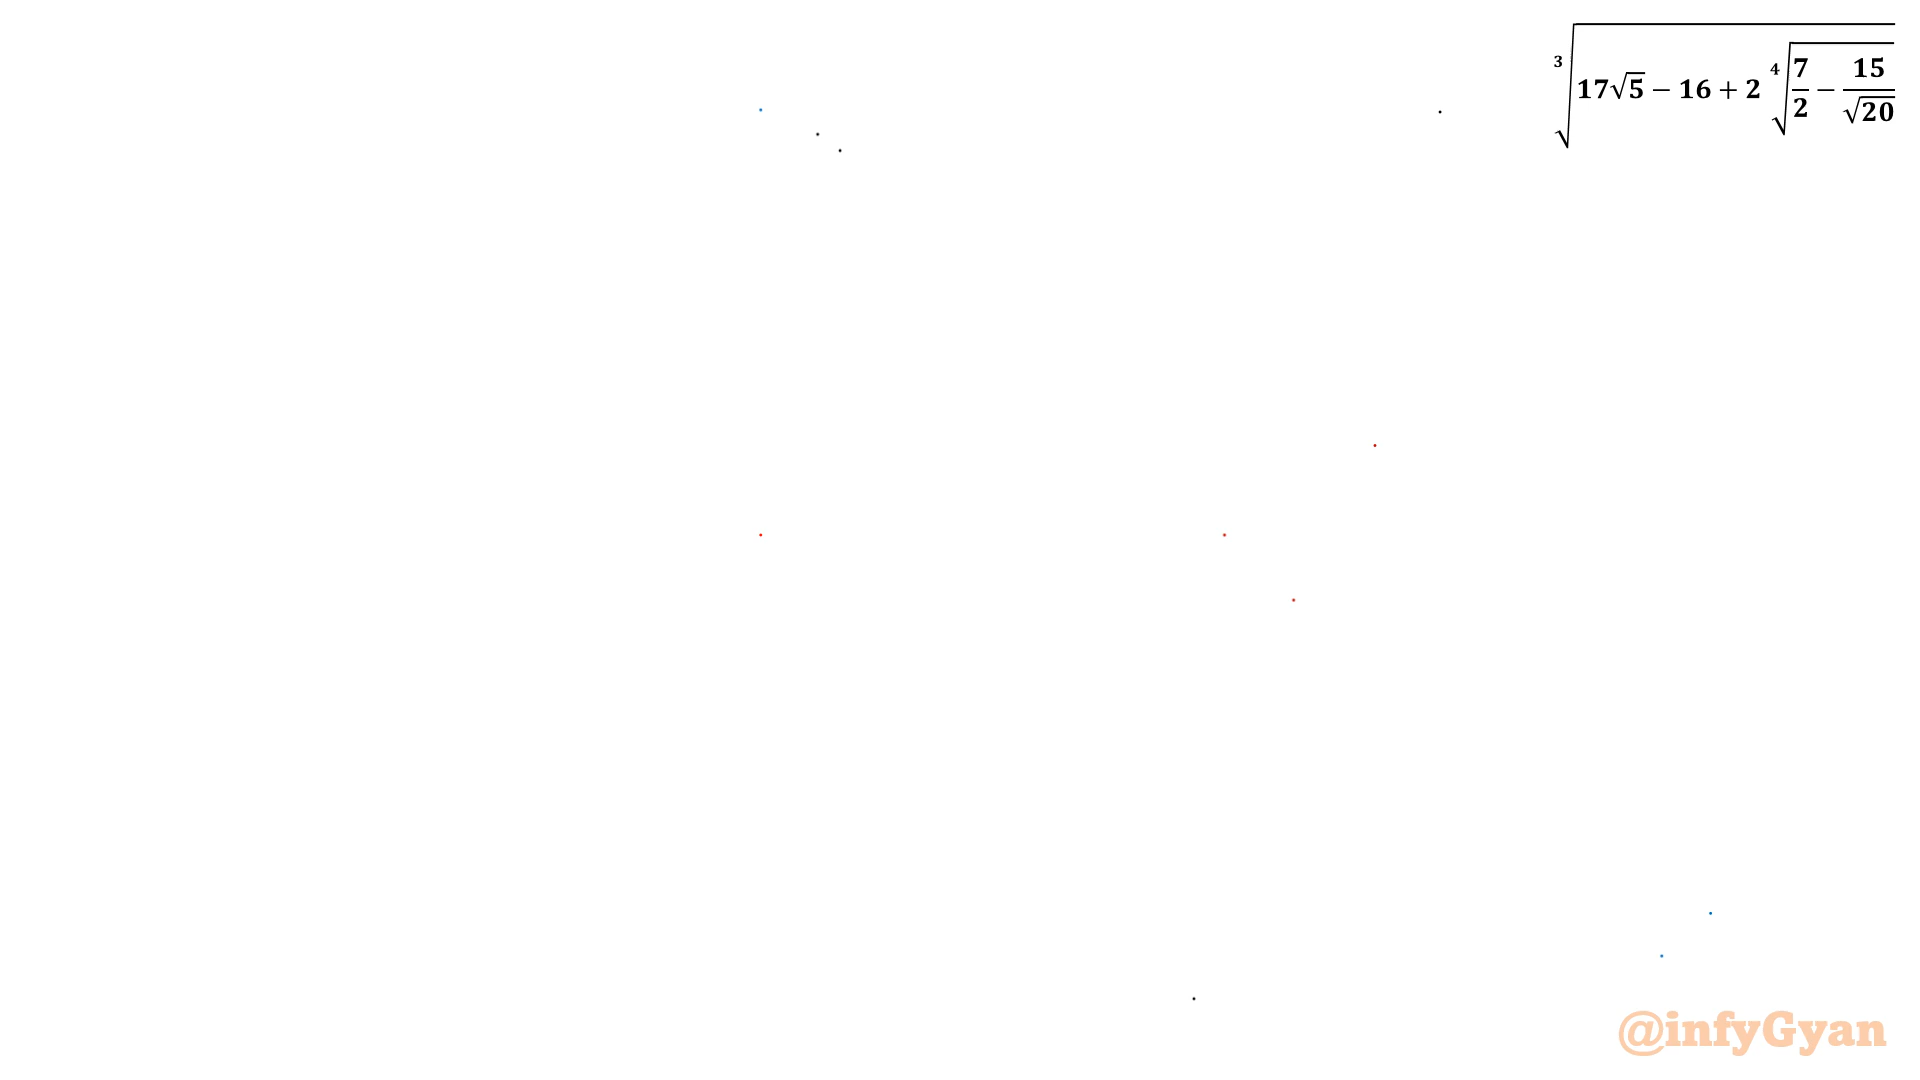 ∛(17√5 − 16 + 2 ∜(7/2 − 15/√20))
@infyGyan